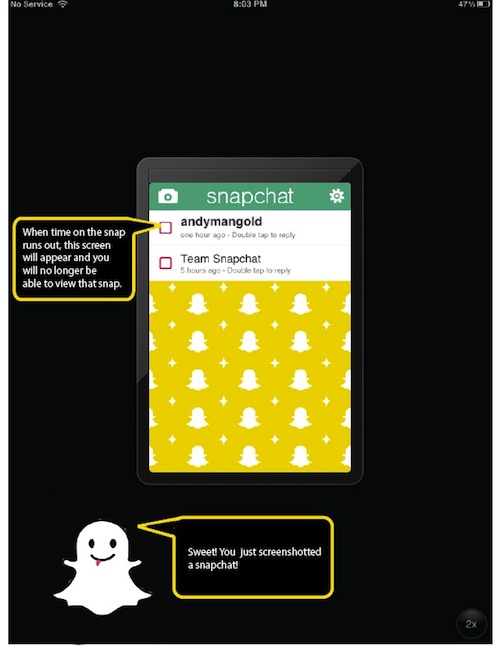 No Service 8:03 PM 47%
snapchat
andymangold
one hour ago - Double tap to reply
Team Snapchat
5 hours ago - Double tap to reply
When time on the snap
runs out, this screen
will appear and you
will no longer be
able to view that snap.
Sweet! You just screenshotted
a snapchat!
2x